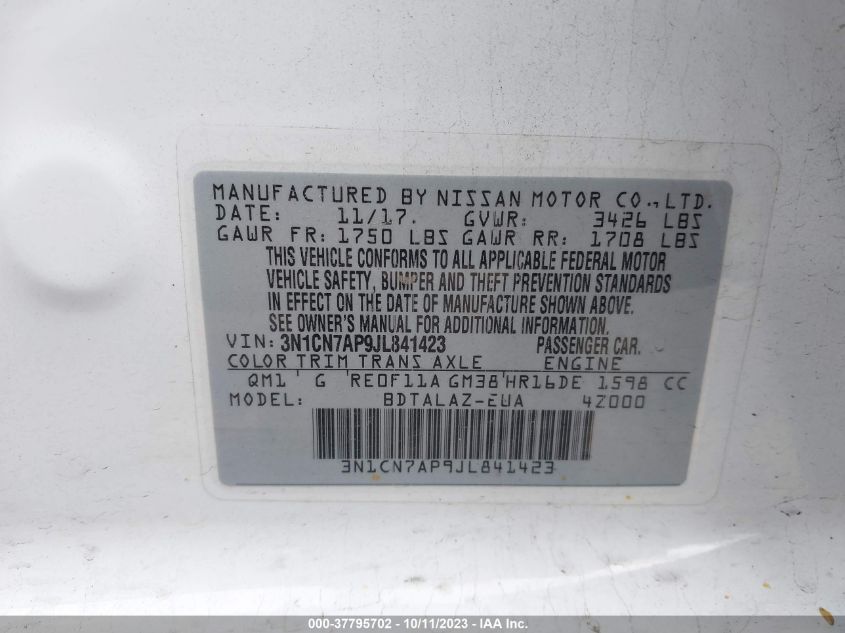 MANUFACTURED BY NISSAN MOTOR CO.,LTD.
DATE: 11/17. GVWR: 3426 LBS
GAWR FR: 1750 LBS GAWR RR: 1708 LBS
THIS VEHICLE CONFORMS TO ALL APPLICABLE FEDERAL MOTOR
VEHICLE SAFETY, BUMPER AND THEFT PREVENTION STANDARDS
IN EFFECT ON THE DATE OF MANUFACTURE SHOWN ABOVE.
SEE OWNER'S MANUAL FOR ADDITIONAL INFORMATION.
VIN: 3N1CN7AP9JL841423 PASSENGER CAR.
COLOR TRIM TRANS AXLE ENGINE
QM1 ' G 'RE0F11A GM38'HR16DE 1598 CC
MODEL: BDTALAZ-EUA 4Z000
3N1CN7AP9JL841423
000-37795702 - 10/11/2023 - IAA Inc.